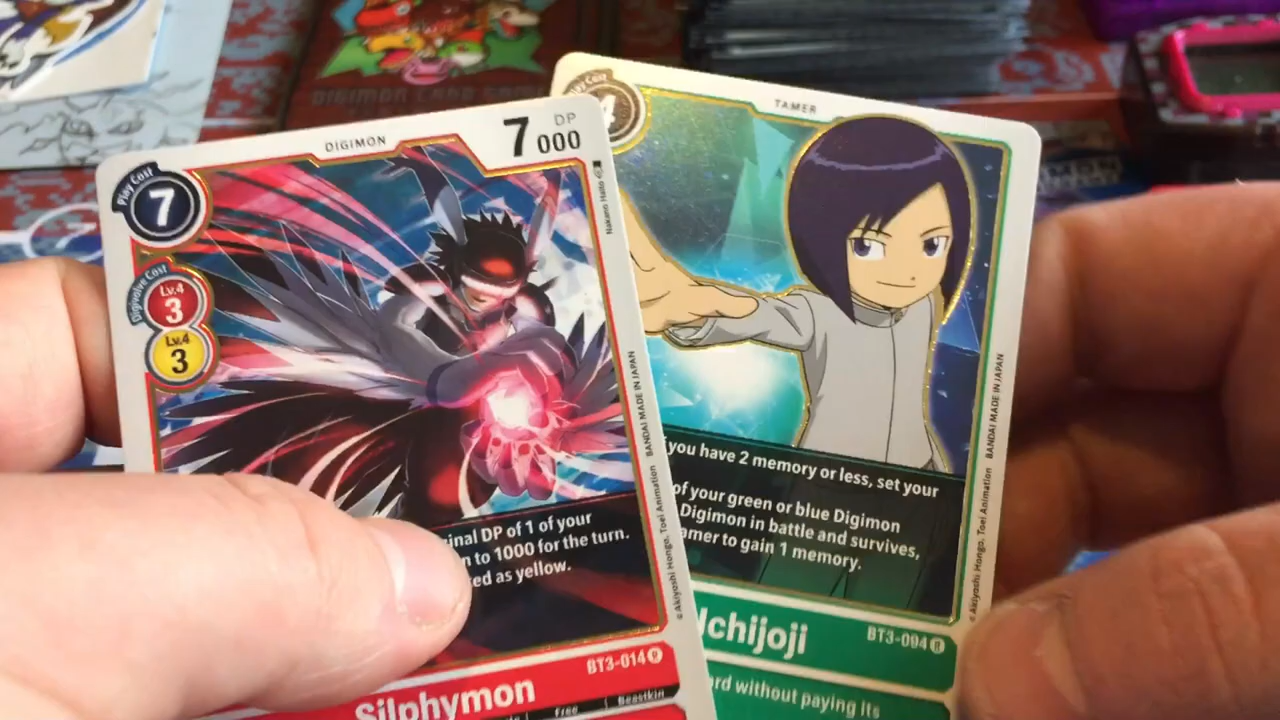 DIGIMON CARD GAME
DIGIMON
7000
DP
Play Cost
7
Digivolve Cost
Lv.4
3
Lv.4
3
Nakano Haito
BANDAI MADE IN JAPAN
©Akiyoshi Hongo, Toei Animation
inal DP of 1 of your
n to 1000 for the turn.
ed as yellow.
BT3-014 R
Silphymon
Free
Beastkin
TAMER
Cost
4
you have 2 memory or less, set your
of your green or blue Digimon
Digimon in battle and survives,
amer to gain 1 memory.
BANDAI MADE IN JAPAN
©Akiyoshi Hongo, Toei Animation
Ichijoji
BT3-094 R
rd without paying its